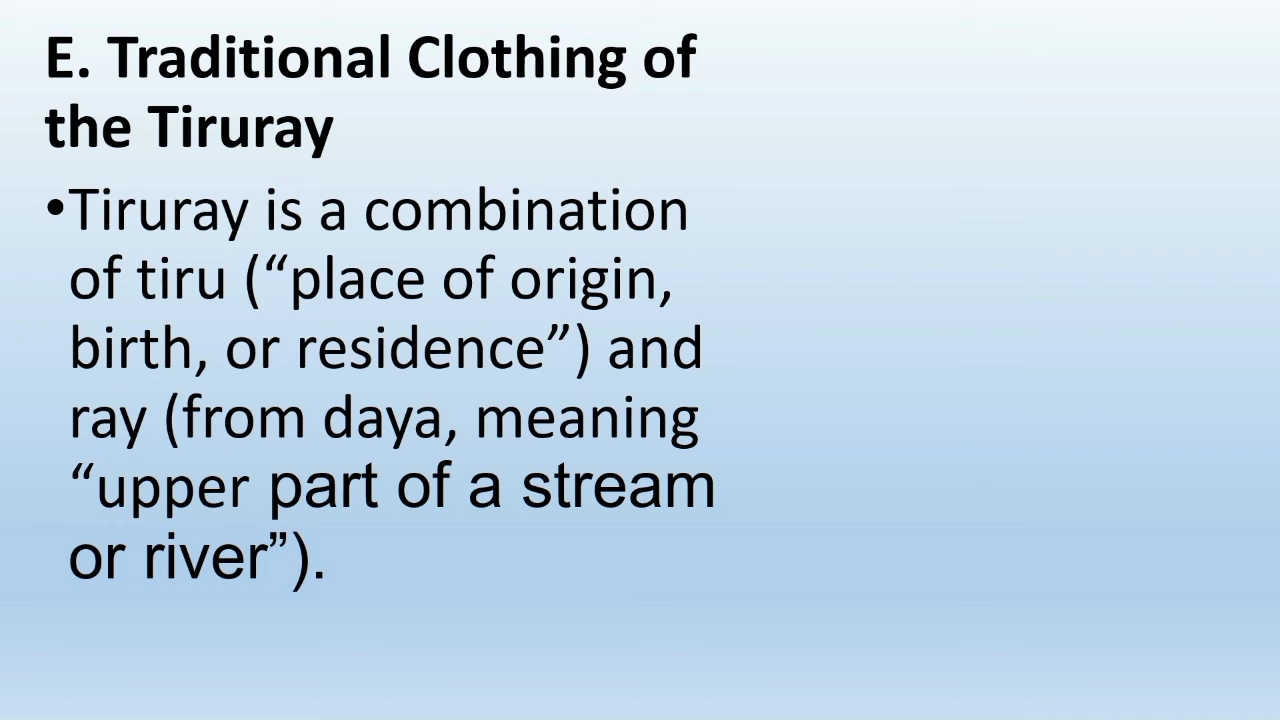 E. Traditional Clothing of
the Tiruray
•Tiruray is a combination
of tiru (“place of origin,
birth, or residence”) and
ray (from daya, meaning
“upper part of a stream
or river”).